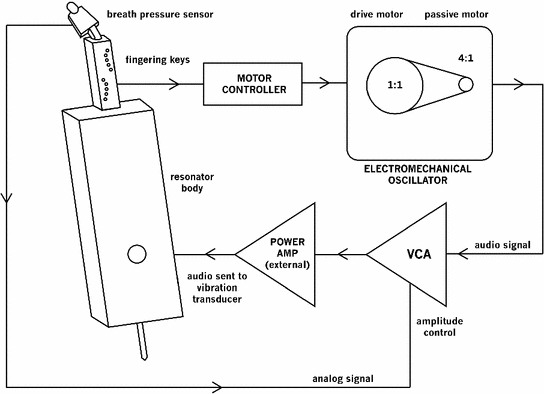 breath pressure sensor
drive motor
passive motor
fingering keys
MOTOR
CONTROLLER
1:1
4:1
ELECTROMECHANICAL
OSCILLATOR
resonator
body
POWER
AMP
(external)
VCA
audio signal
audio sent to
vibration
transducer
amplitude
control
analog signal